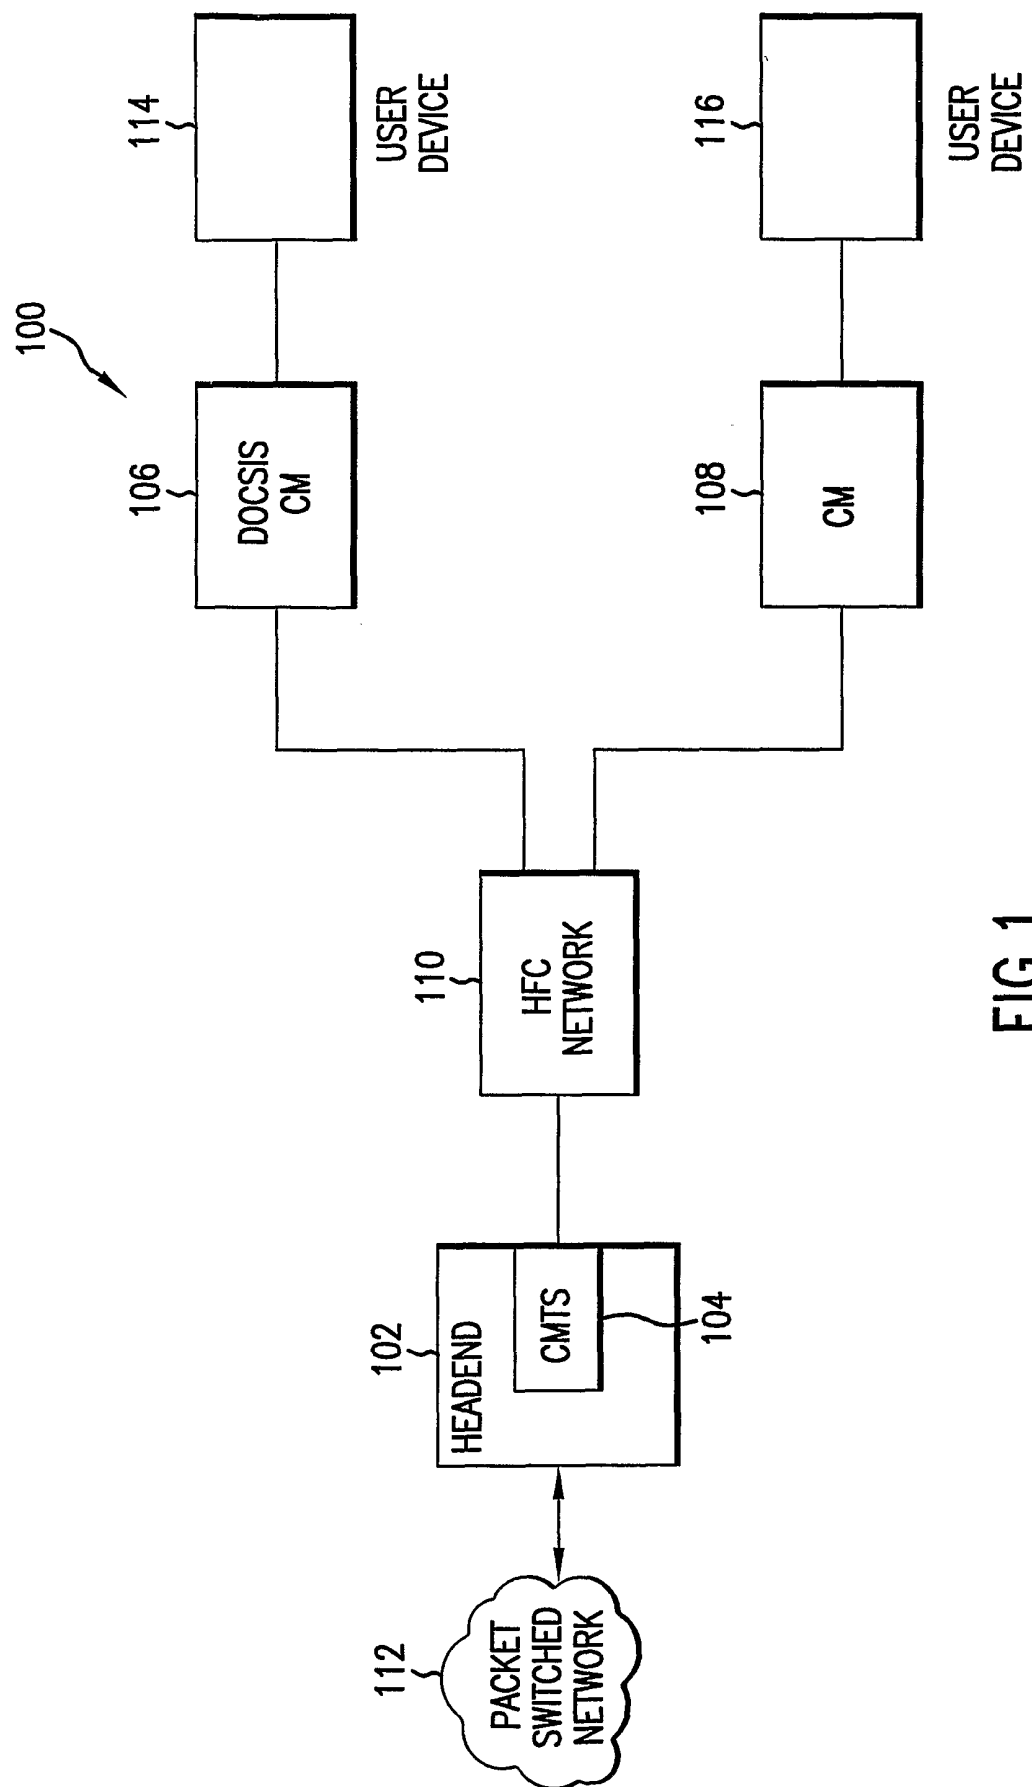 100
112
PACKET
SWITCHED
NETWORK
102
HEADEND
CMTS
104
110
HFC
NETWORK
106
DOCSIS
CM
114
USER
DEVICE
108
CM
116
USER
DEVICE
FIG.1